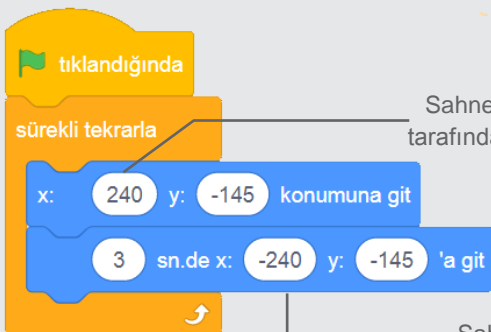 tıklandığında
sürekli tekrarla
Sahne
tarafında
x: 240 y: -145 konumuna git
3 sn.de x: -240 y: -145 'a git